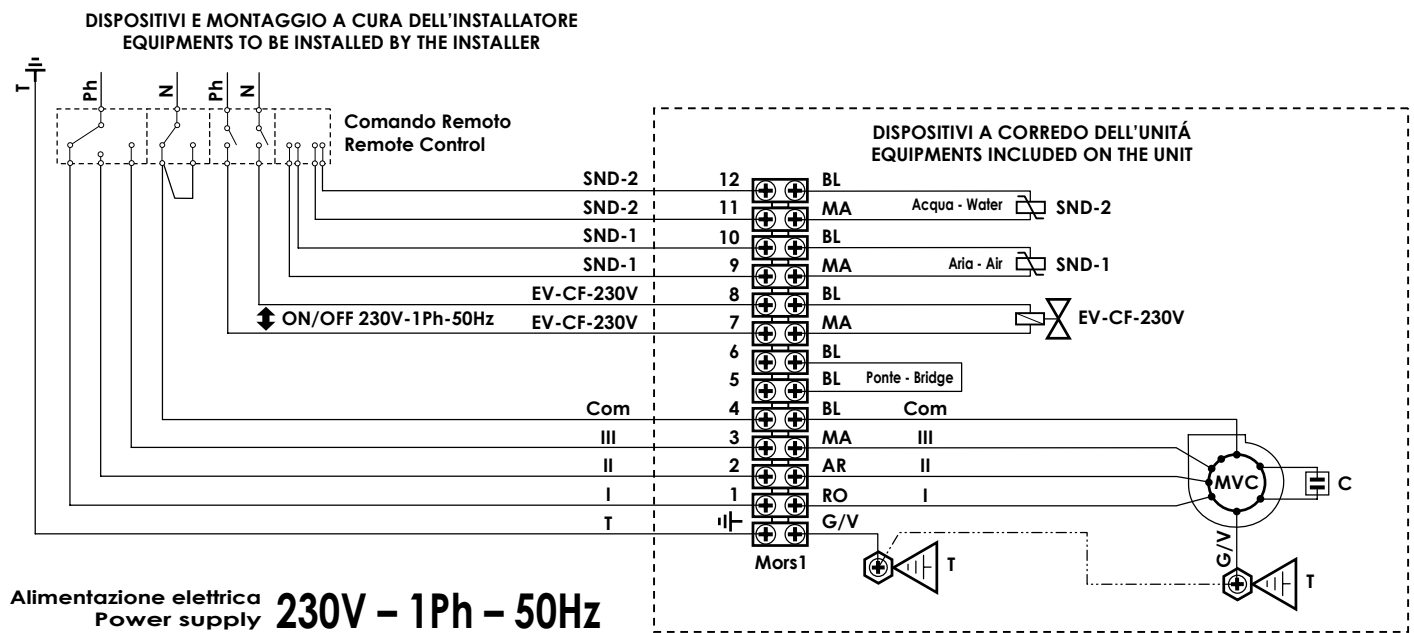 DISPOSITIVI E MONTAGGIO A CURA DELL'INSTALLATORE
EQUIPMENTS TO BE INSTALLED BY THE INSTALLER
T
Ph
N
Ph
N
Comando Remoto
Remote Control
DISPOSITIVI A CORREDO DELL'UNITÁ
EQUIPMENTS INCLUDED ON THE UNIT
SND-2 12 BL
SND-2 11 MA Acqua - Water SND-2
SND-1 10 BL
SND-1 9 MA Aria - Air SND-1
EV-CF-230V 8 BL
ON/OFF 230V-1Ph-50Hz EV-CF-230V 7 MA EV-CF-230V
6 BL
5 BL Ponte - Bridge
Com 4 BL Com
III 3 MA III
II 2 AR II
I 1 RO I
MVC C
T G/V
G/V
Mors1
T
T
Alimentazione elettrica
Power supply
230V – 1Ph – 50Hz